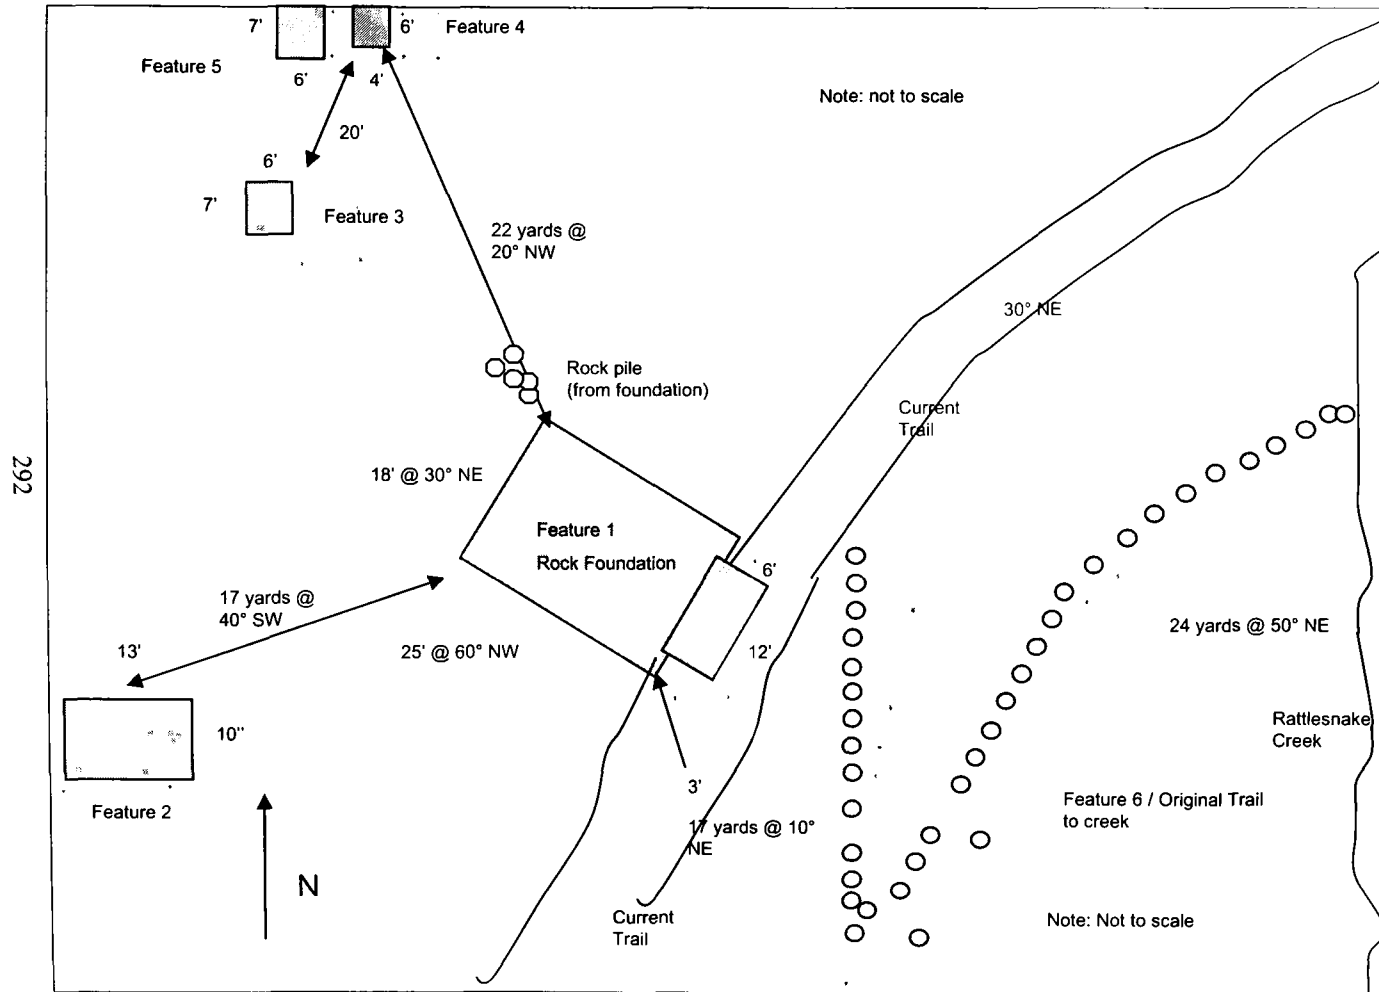 7'
6'
Feature 4
Feature 5
6'
4'
Note: not to scale
20'
6'
7'
Feature 3
22 yards @
20° NW
30° NE
Rock pile
(from foundation)
Current
Trail
292
18' @ 30° NE
Feature 1
Rock Foundation
6'
17 yards @
40° SW
24 yards @ 50° NE
13'
25' @ 60° NW
12'
10"
Rattlesnake
Creek
3'
Feature 2
Feature 6 / Original Trail
to creek
17 yards @ 10°
NE
N
Current
Trail
Note: Not to scale